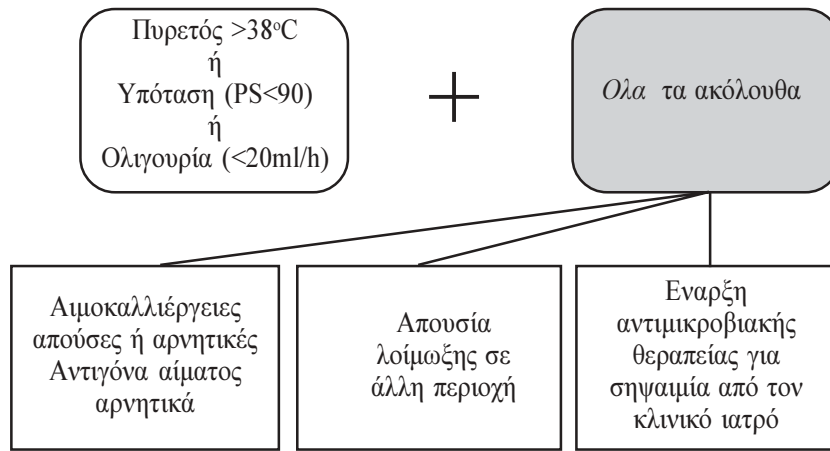 Πυρετός >38°C
ή
Υπόταση (PS<90)
ή
Ολιγουρία (<20ml/h)
+
Ολα τα ακόλουθα
Αιμοκαλλιέργειες
απούσες ή αρνητικές
Αντιγόνα αίματος
αρνητικά
Απουσία
λοίμωξης σε
άλλη περιοχή
Εναρξη
αντιμικροβιακής
θεραπείας για
σηψαιμία από τον
κλινικό ιατρό